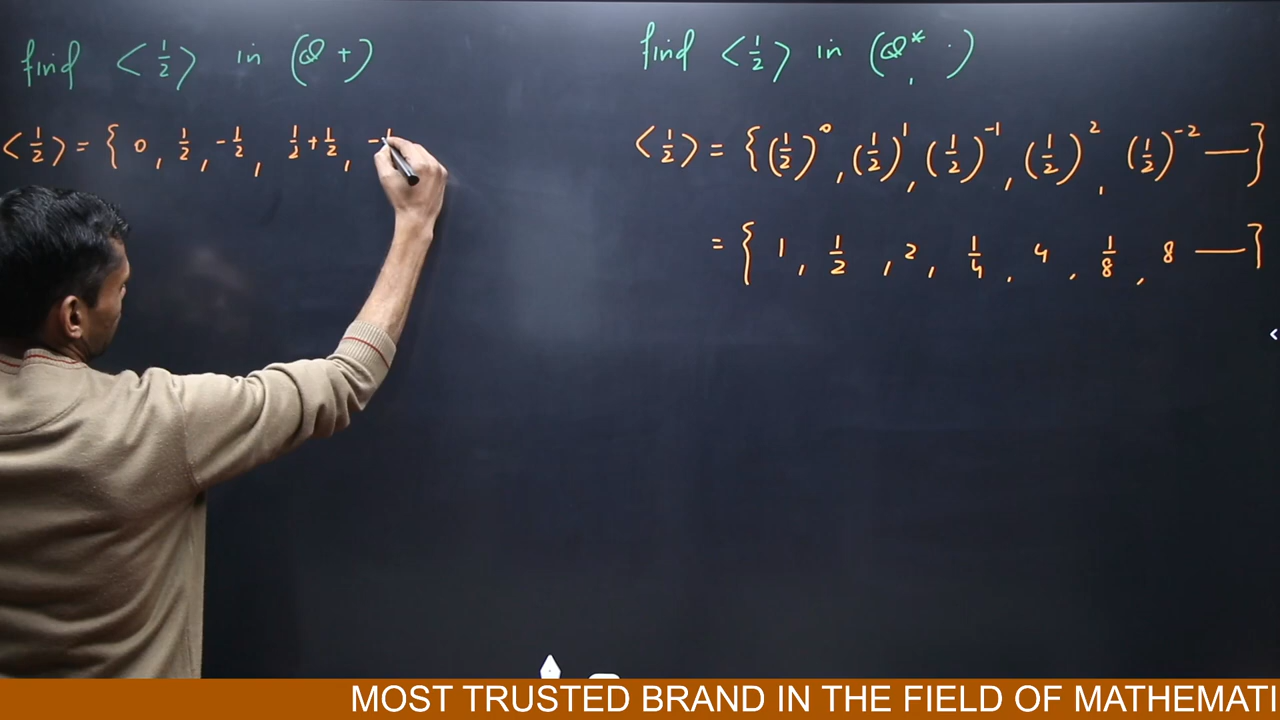 find < 1/2 > in (Q +)
< 1/2 > = { 0, 1/2, -1/2, 1/2 + 1/2, -1
find < 1/2 > in (Q*, ·)
< 1/2 > = { (1/2)^0, (1/2)^1, (1/2)^-1, (1/2)^2, (1/2)^-2 — }
= { 1, 1/2, 2, 1/4, 4, 1/8, 8 — }
MOST TRUSTED BRAND IN THE FIELD OF MATHEMATI